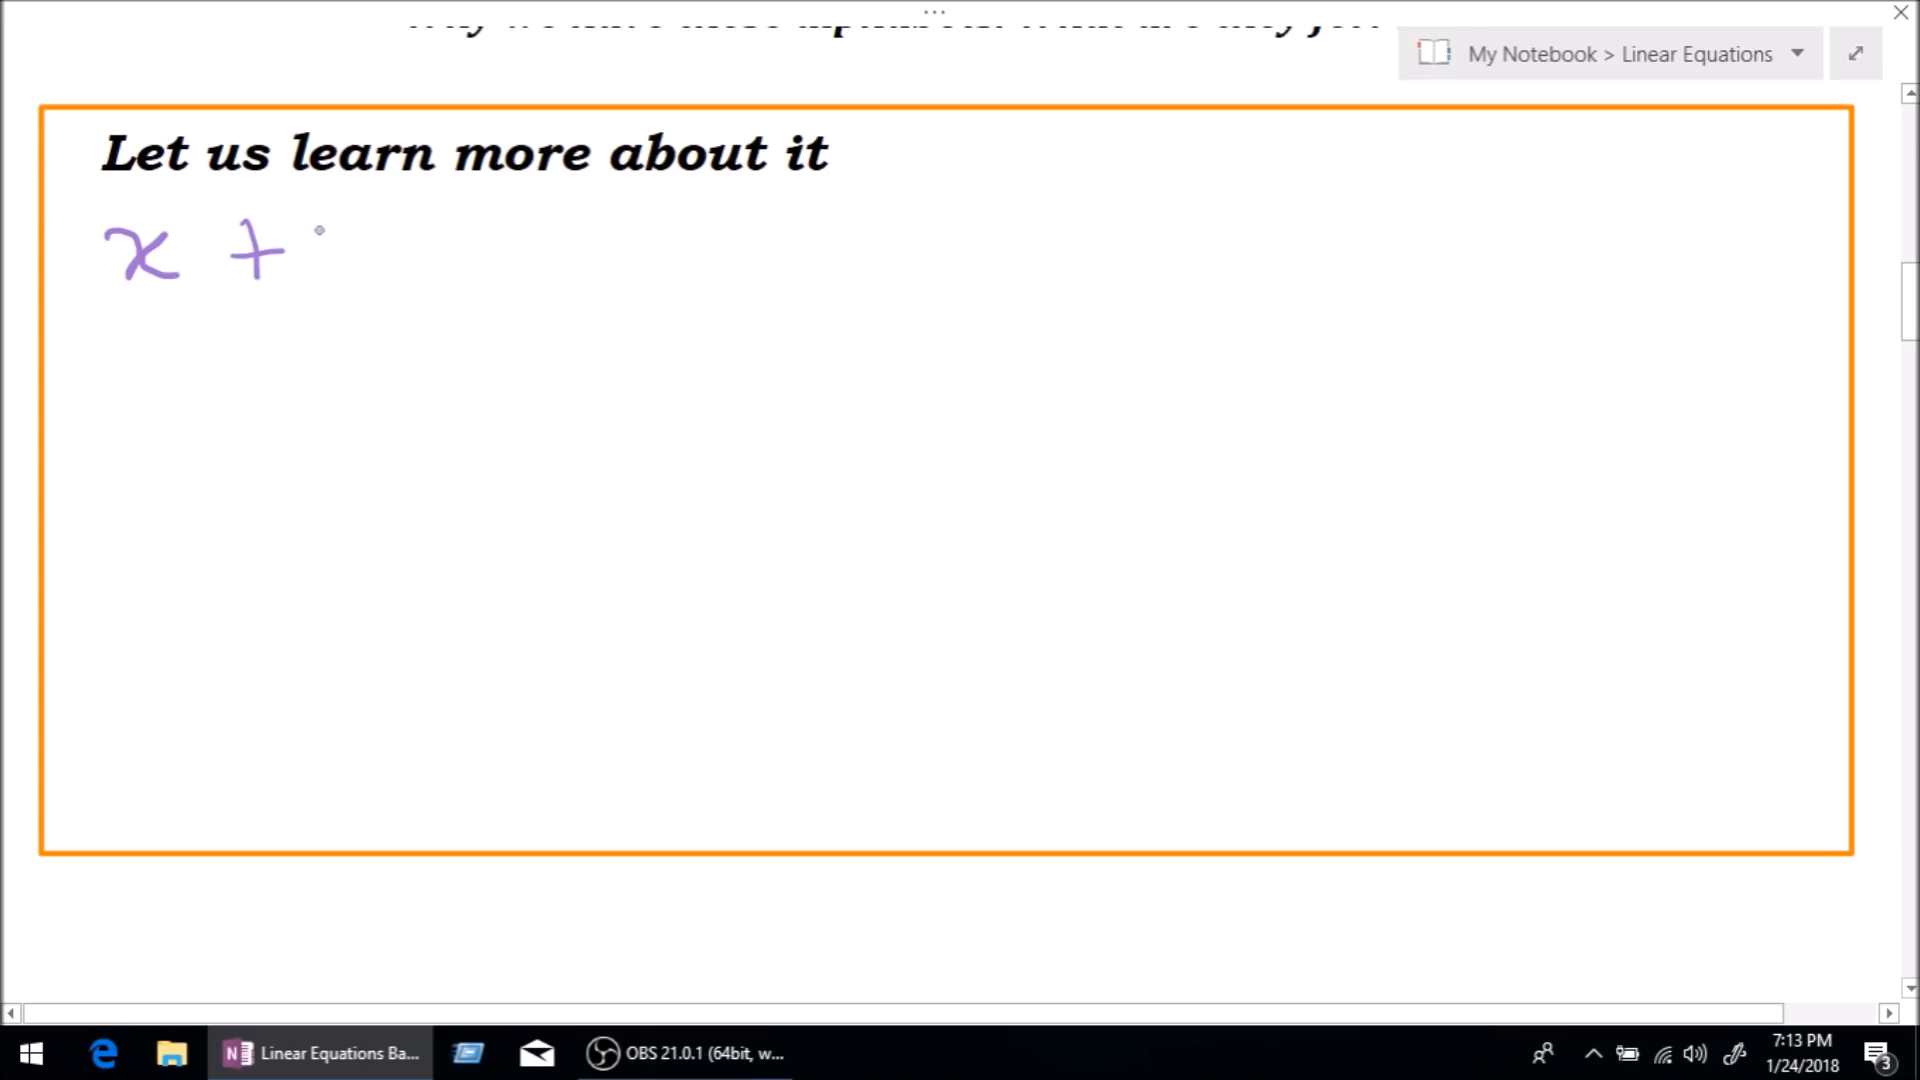 My Notebook > Linear Equations
Let us learn more about it
x +
Linear Equations Ba...
OBS 21.0.1 (64bit, w...
7:13 PM
1/24/2018
3